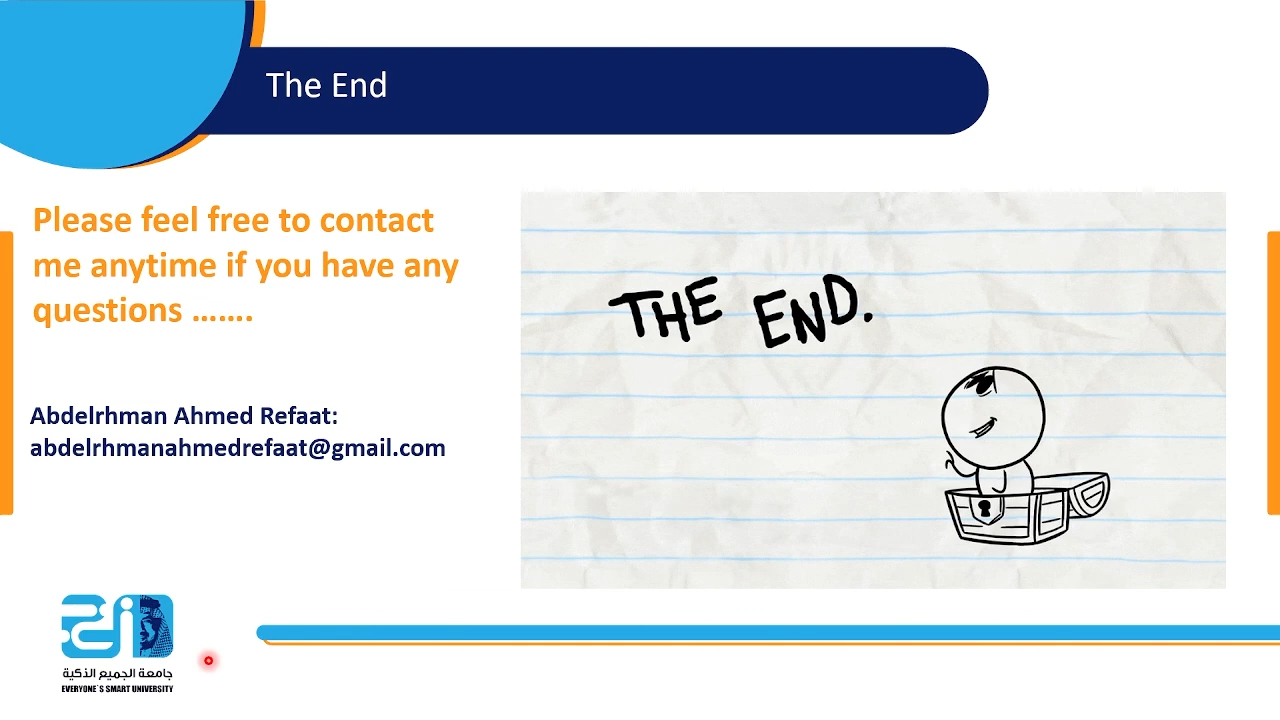 The End
Please feel free to contact
me anytime if you have any
questions .......
Abdelrhman Ahmed Refaat:
abdelrhmanahmedrefaat@gmail.com
THE END.
جامعة الجميع الذكية
EVERYONE`S SMART UNIVERSITY